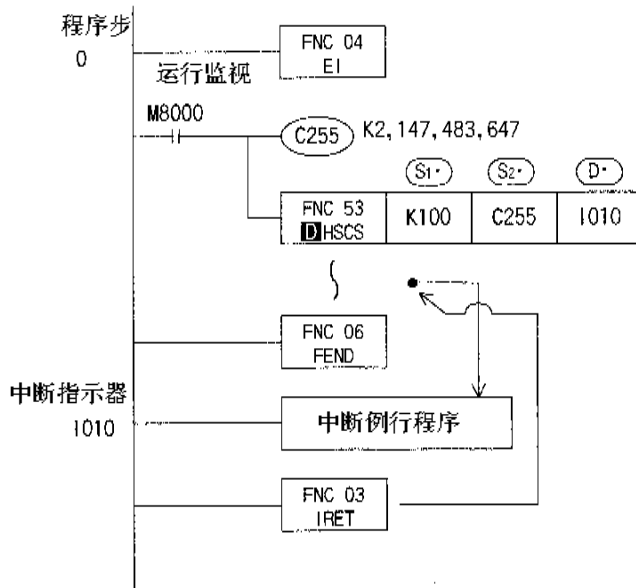 程序步
0
FNC 04
EI
运行监视
M8000
C255 K2,147,483,647
S1· S2· D·
FNC 53
D HSCS
K100 C255 I010
FNC 06
FEND
中断指示器
I010
中断例行程序
FNC 03
IRET